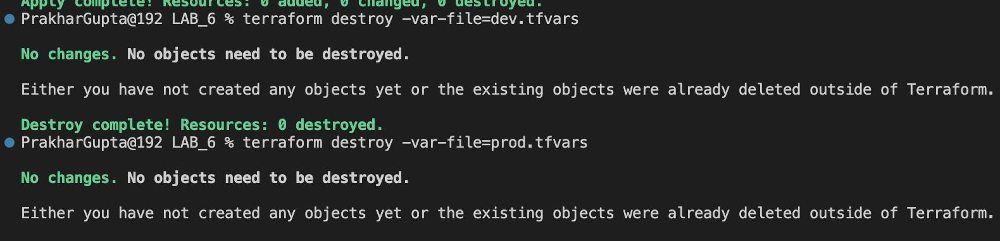 Apply complete! Resources: 0 added, 0 changed, 0 destroyed.
PrakharGupta@192 LAB_6 % terraform destroy -var-file=dev.tfvars
No changes. No objects need to be destroyed.
Either you have not created any objects yet or the existing objects were already deleted outside of Terraform.
Destroy complete! Resources: 0 destroyed.
PrakharGupta@192 LAB_6 % terraform destroy -var-file=prod.tfvars
No changes. No objects need to be destroyed.
Either you have not created any objects yet or the existing objects were already deleted outside of Terraform.